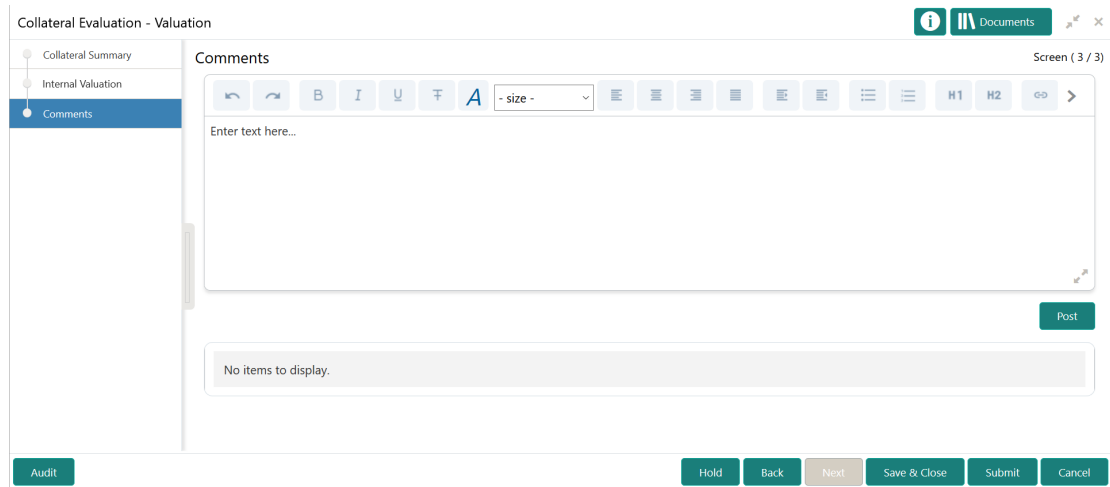 Collateral Evaluation - Valuation
Documents
Collateral Summary
Internal Valuation
Comments
Comments
Screen ( 3 / 3)
B I U T A - size - H1 H2
Enter text here...
Post
No items to display.
Audit
Hold Back Next Save & Close Submit Cancel